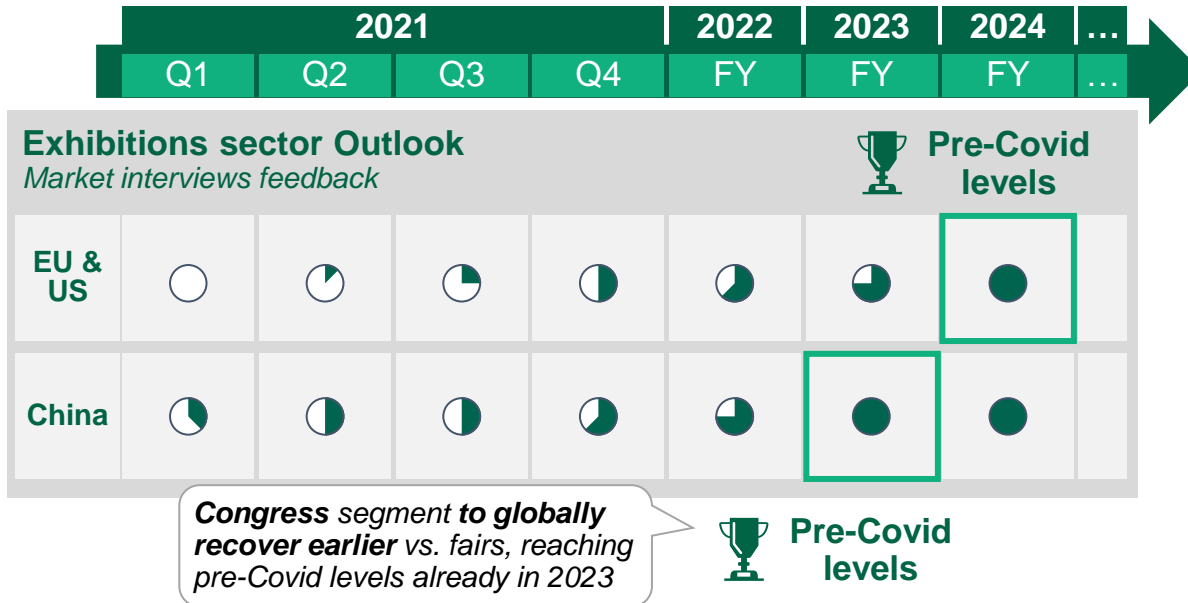 2021 2022 2023 2024 ...
Q1 Q2 Q3 Q4 FY FY FY ...
Exhibitions sector Outlook
Market interviews feedback
Pre-Covid
levels
EU &
US
China
Congress segment to globally
recover earlier vs. fairs, reaching
pre-Covid levels already in 2023
Pre-Covid
levels